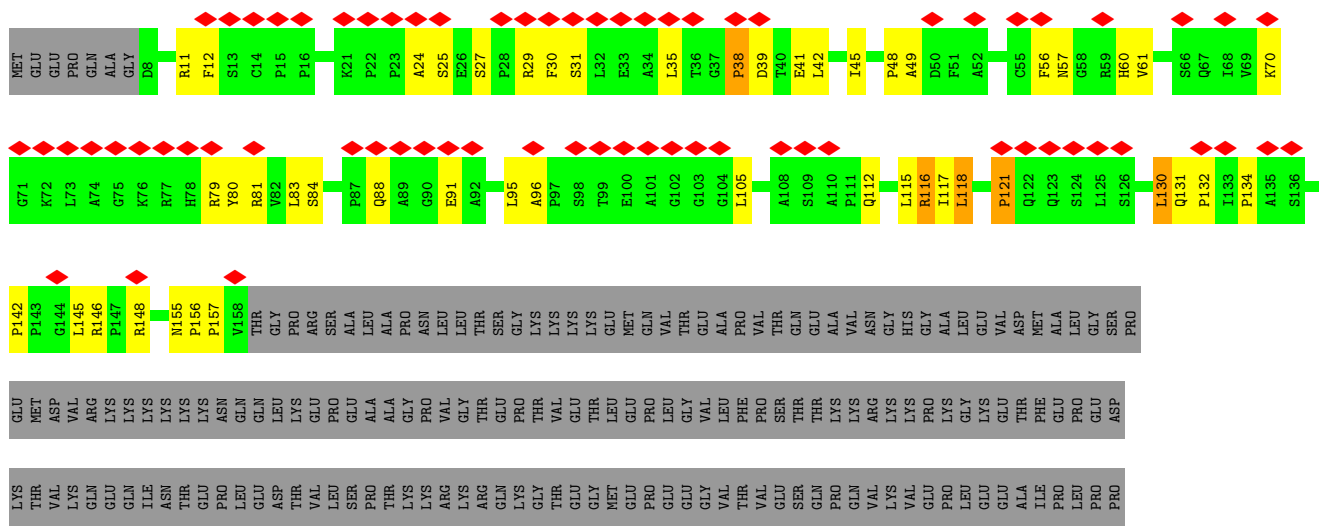 MET GLU GLU PRO GLN ALA GLY D8 R11 F12 S13 C14 P15 P16 K21 P22 P23 A24 S25 E26 S27 P28 R29 F30 S31 L32 E33 A34 L35 T36 G37 P38 D39 T40 E41 L42 I45 P48 A49 D50 F51 A52 C55 F56 N57 G58 R59 H60 V61 S66 Q67 I68 V69 K70
G71 K72 L73 A74 G75 K76 R77 H78 R79 Y80 R81 V82 L83 S84 P87 Q88 A89 G90 E91 A92 L95 A96 P97 S98 T99 E100 A101 G102 G103 G104 L105 A108 S109 A110 P111 Q112 L115 R116 I117 L118 P121 Q122 Q123 S124 L125 S126 L130 Q131 P132 I133 P134 A135 S136
P142 P143 G144 L145 R146 P147 R148 N155 P156 P157 V158 THR GLY PRO ARG SER ALA LEU ALA PRO ASN LEU LEU THR SER GLY LYS LYS LYS LYS GLU MET GLN VAL THR GLU ALA PRO VAL THR GLN GLU ALA VAL ASN GLY HIS GLY ALA LEU GLU VAL ASP MET ALA LEU GLY SER PRO
GLU MET ASP VAL ARG LYS LYS LYS LYS LYS LYS ASN GLN GLN LEU LYS GLU PRO GLU ALA ALA GLY PRO VAL GLY THR GLU PRO THR VAL GLU THR LEU GLU PRO LEU GLY VAL LEU PHE PRO SER THR THR LYS LYS ARG LYS LYS PRO LYS GLY LYS GLU THR PHE GLU PRO GLU ASP
LYS THR VAL LYS GLN GLU GLN ILE ASN THR GLU PRO LEU GLU ASP THR VAL LEU SER PRO THR LYS LYS ARG LYS ARG GLN LYS GLY THR GLU GLY MET GLU PRO GLU GLU GLY VAL THR VAL GLU SER GLN PRO GLN VAL LYS VAL GLU PRO LEU GLU GLU ALA ILE PRO LEU PRO PRO